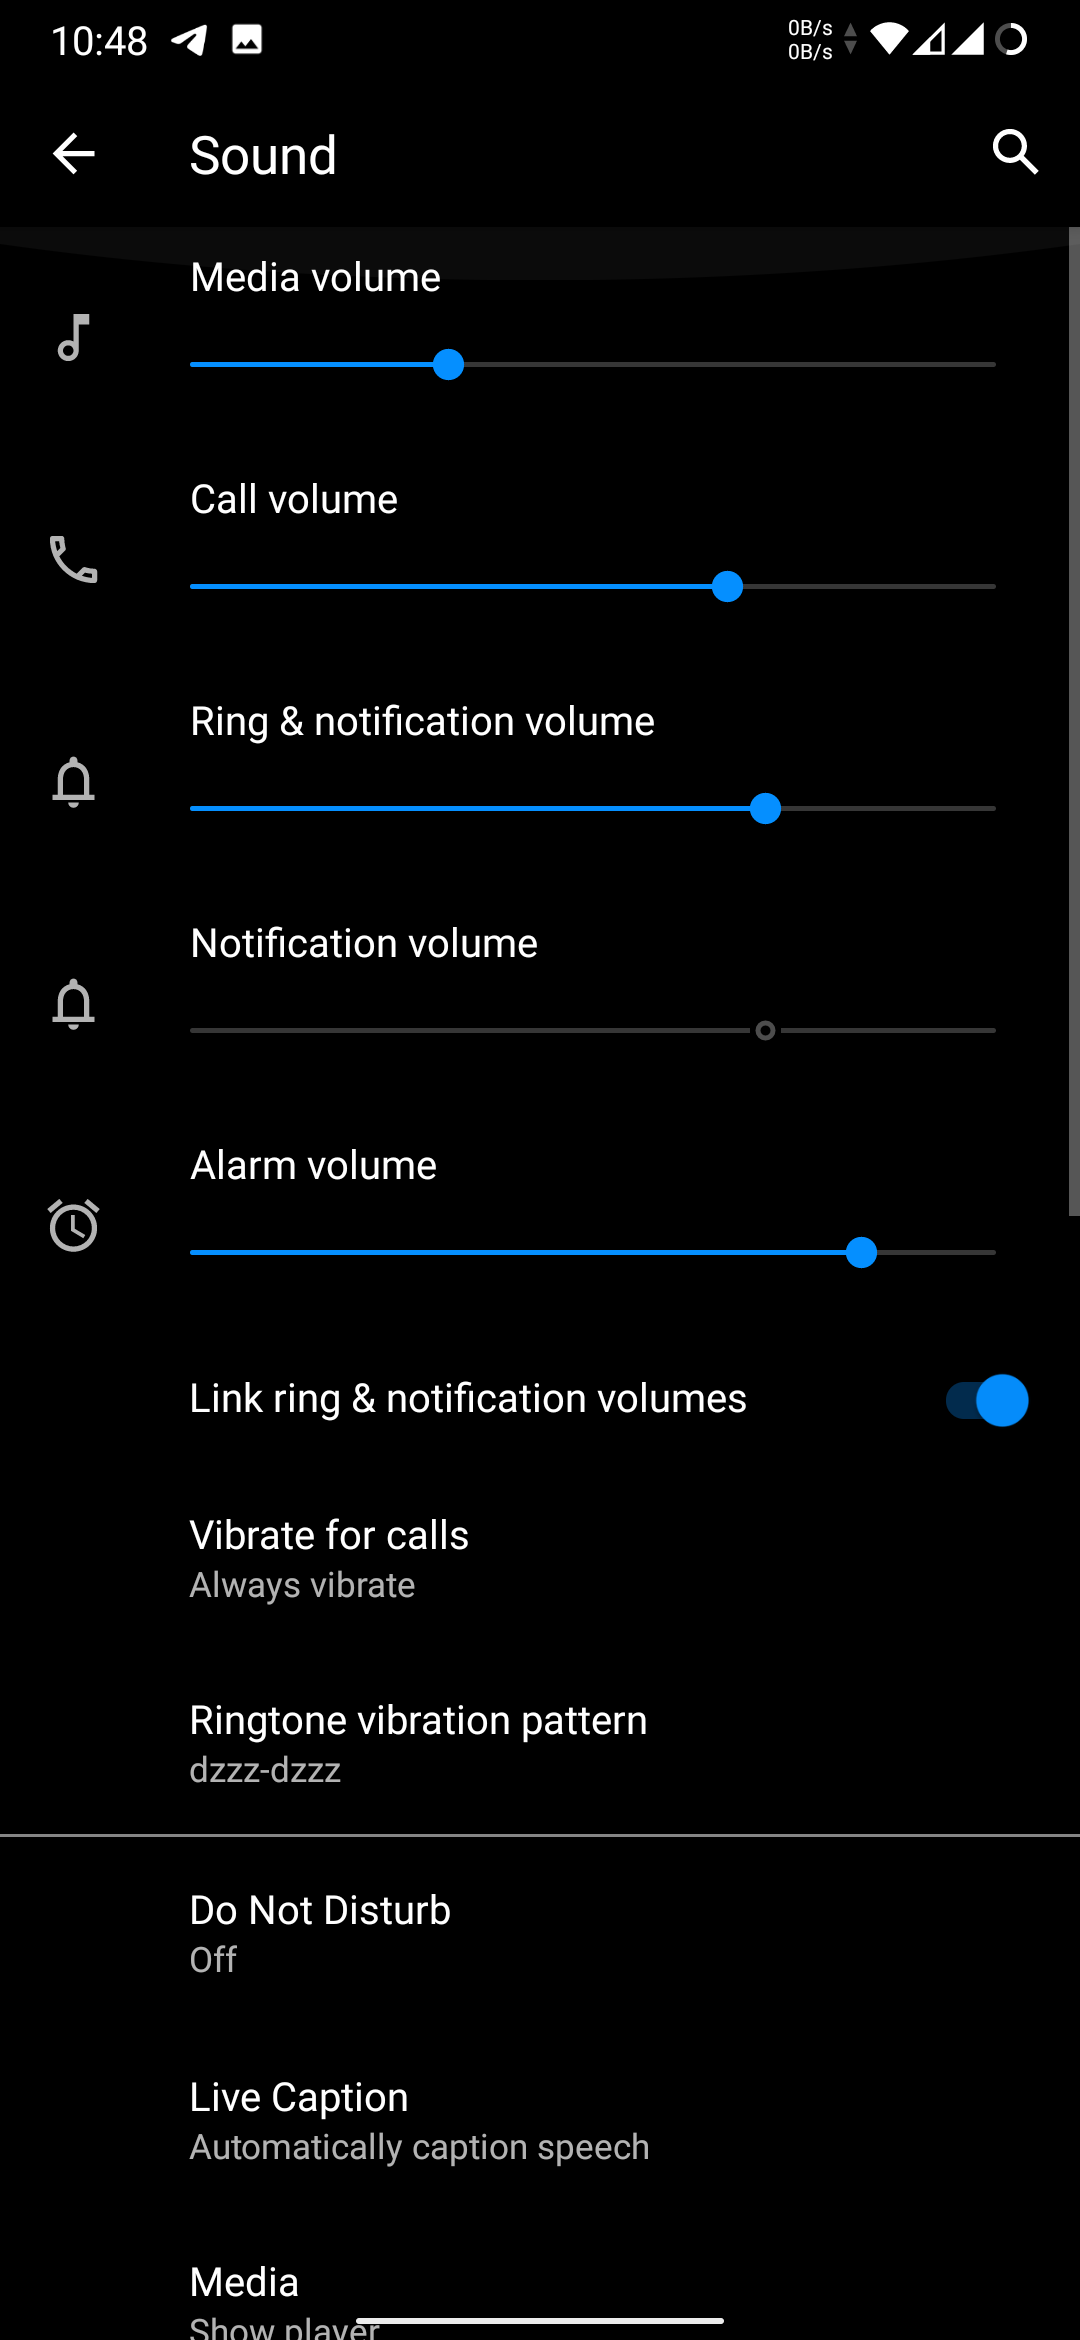 10:48
0B/s
0B/s
Sound
Media volume
Call volume
Ring & notification volume
Notification volume
Alarm volume
Link ring & notification volumes
Vibrate for calls
Always vibrate
Ringtone vibration pattern
dzzz-dzzz
Do Not Disturb
Off
Live Caption
Automatically caption speech
Media
Show player